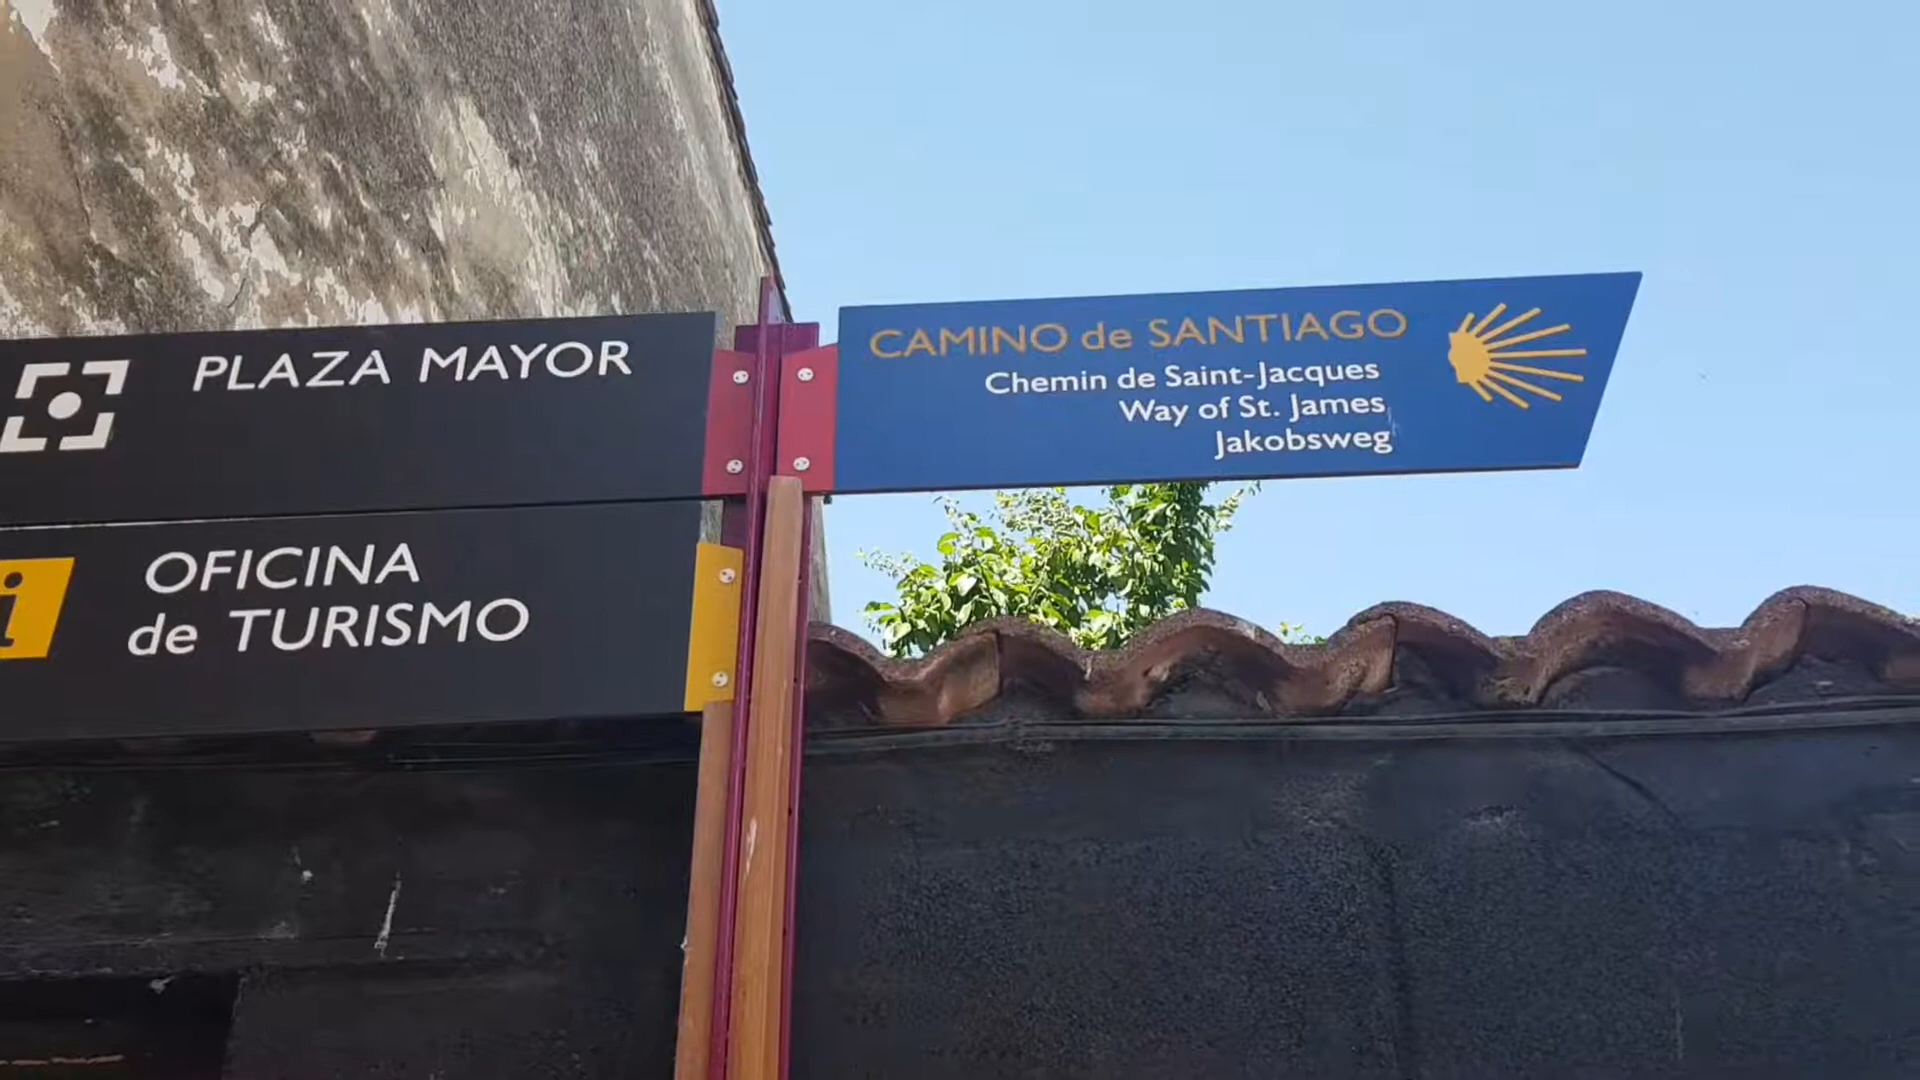 PLAZA MAYOR
i
OFICINA
de TURISMO
CAMINO de SANTIAGO
Chemin de Saint-Jacques
Way of St. James
Jakobsweg